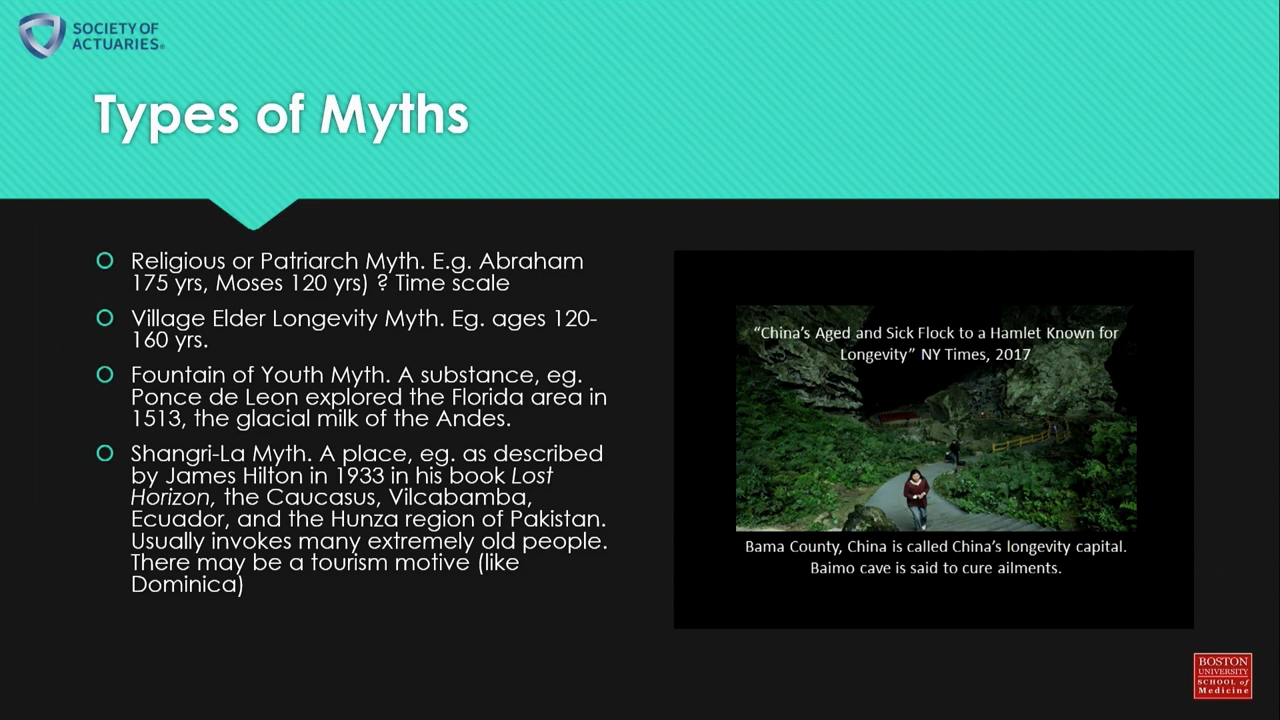 SOCIETY OF
ACTUARIES®
Types of Myths
Religious or Patriarch Myth. E.g. Abraham
175 yrs, Moses 120 yrs) ? Time scale
Village Elder Longevity Myth. Eg. ages 120-
160 yrs.
Fountain of Youth Myth. A substance, eg.
Ponce de Leon explored the Florida area in
1513, the glacial milk of the Andes.
Shangri-La Myth. A place, eg. as described
by James Hilton in 1933 in his book Lost
Horizon, the Caucasus, Vilcabamba,
Ecuador, and the Hunza region of Pakistan.
Usually invokes many extremely old people.
There may be a tourism motive (like
Dominica)
“China’s Aged and Sick Flock to a Hamlet Known for
Longevity” NY Times, 2017
Bama County, China is called China’s longevity capital.
Baimo cave is said to cure ailments.
BOSTON
UNIVERSITY
SCHOOL of
Medicine